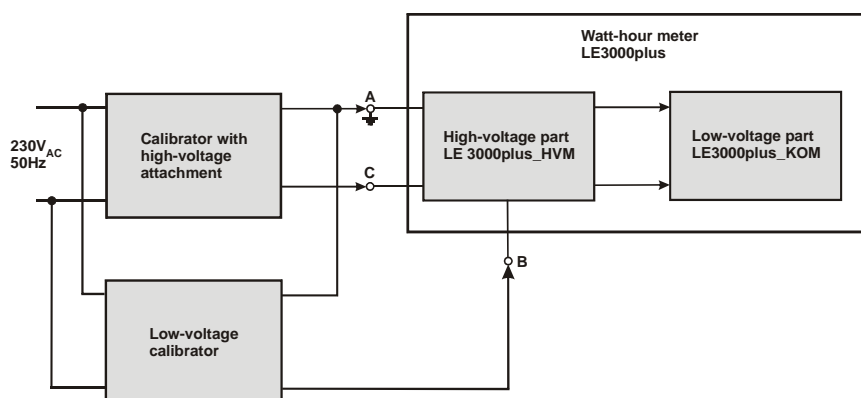 Watt-hour meter
LE3000plus
230V AC
50Hz
Calibrator with
high-voltage
attachment
A
C
High-voltage part
LE 3000plus_HVM
Low-voltage part
LE3000plus_KOM
B
Low-voltage
calibrator